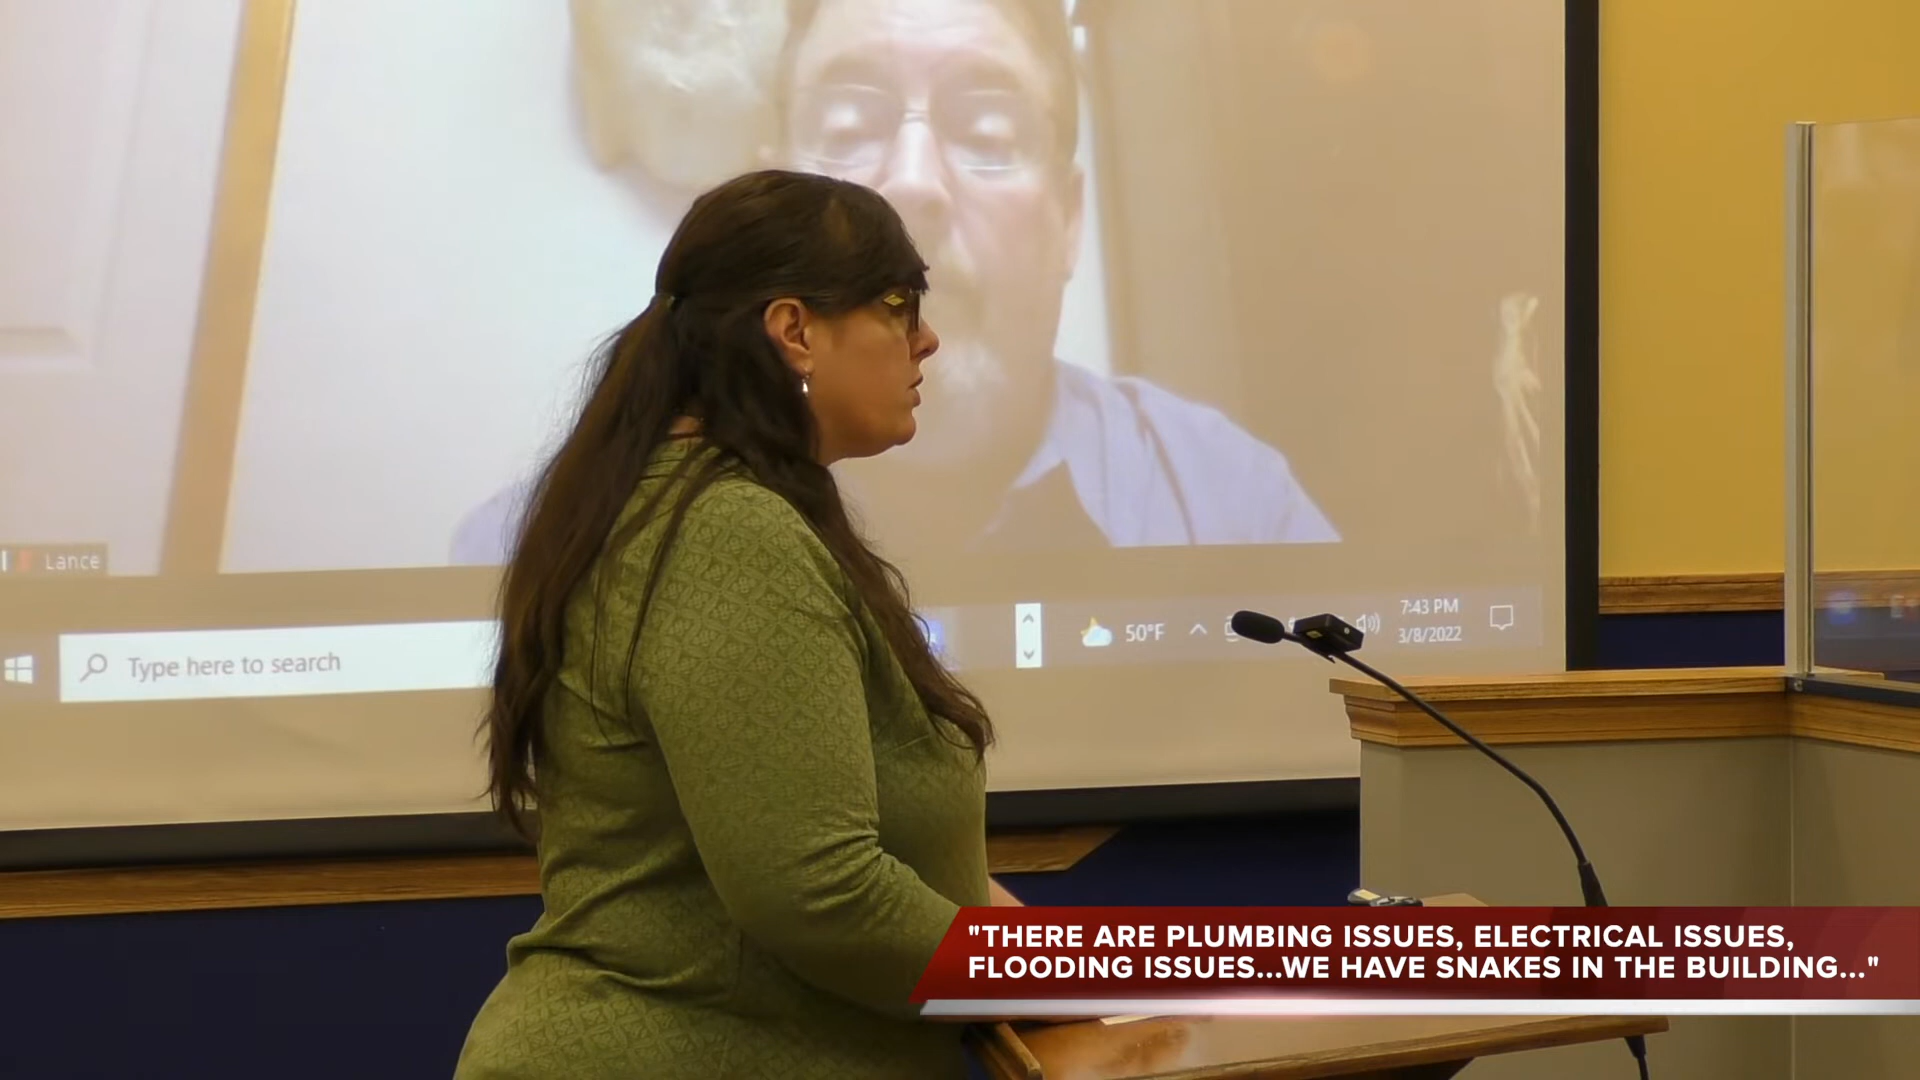 Lance
Type here to search
50°F
7:43 PM
3/8/2022
"THERE ARE PLUMBING ISSUES, ELECTRICAL ISSUES,
FLOODING ISSUES...WE HAVE SNAKES IN THE BUILDING..."